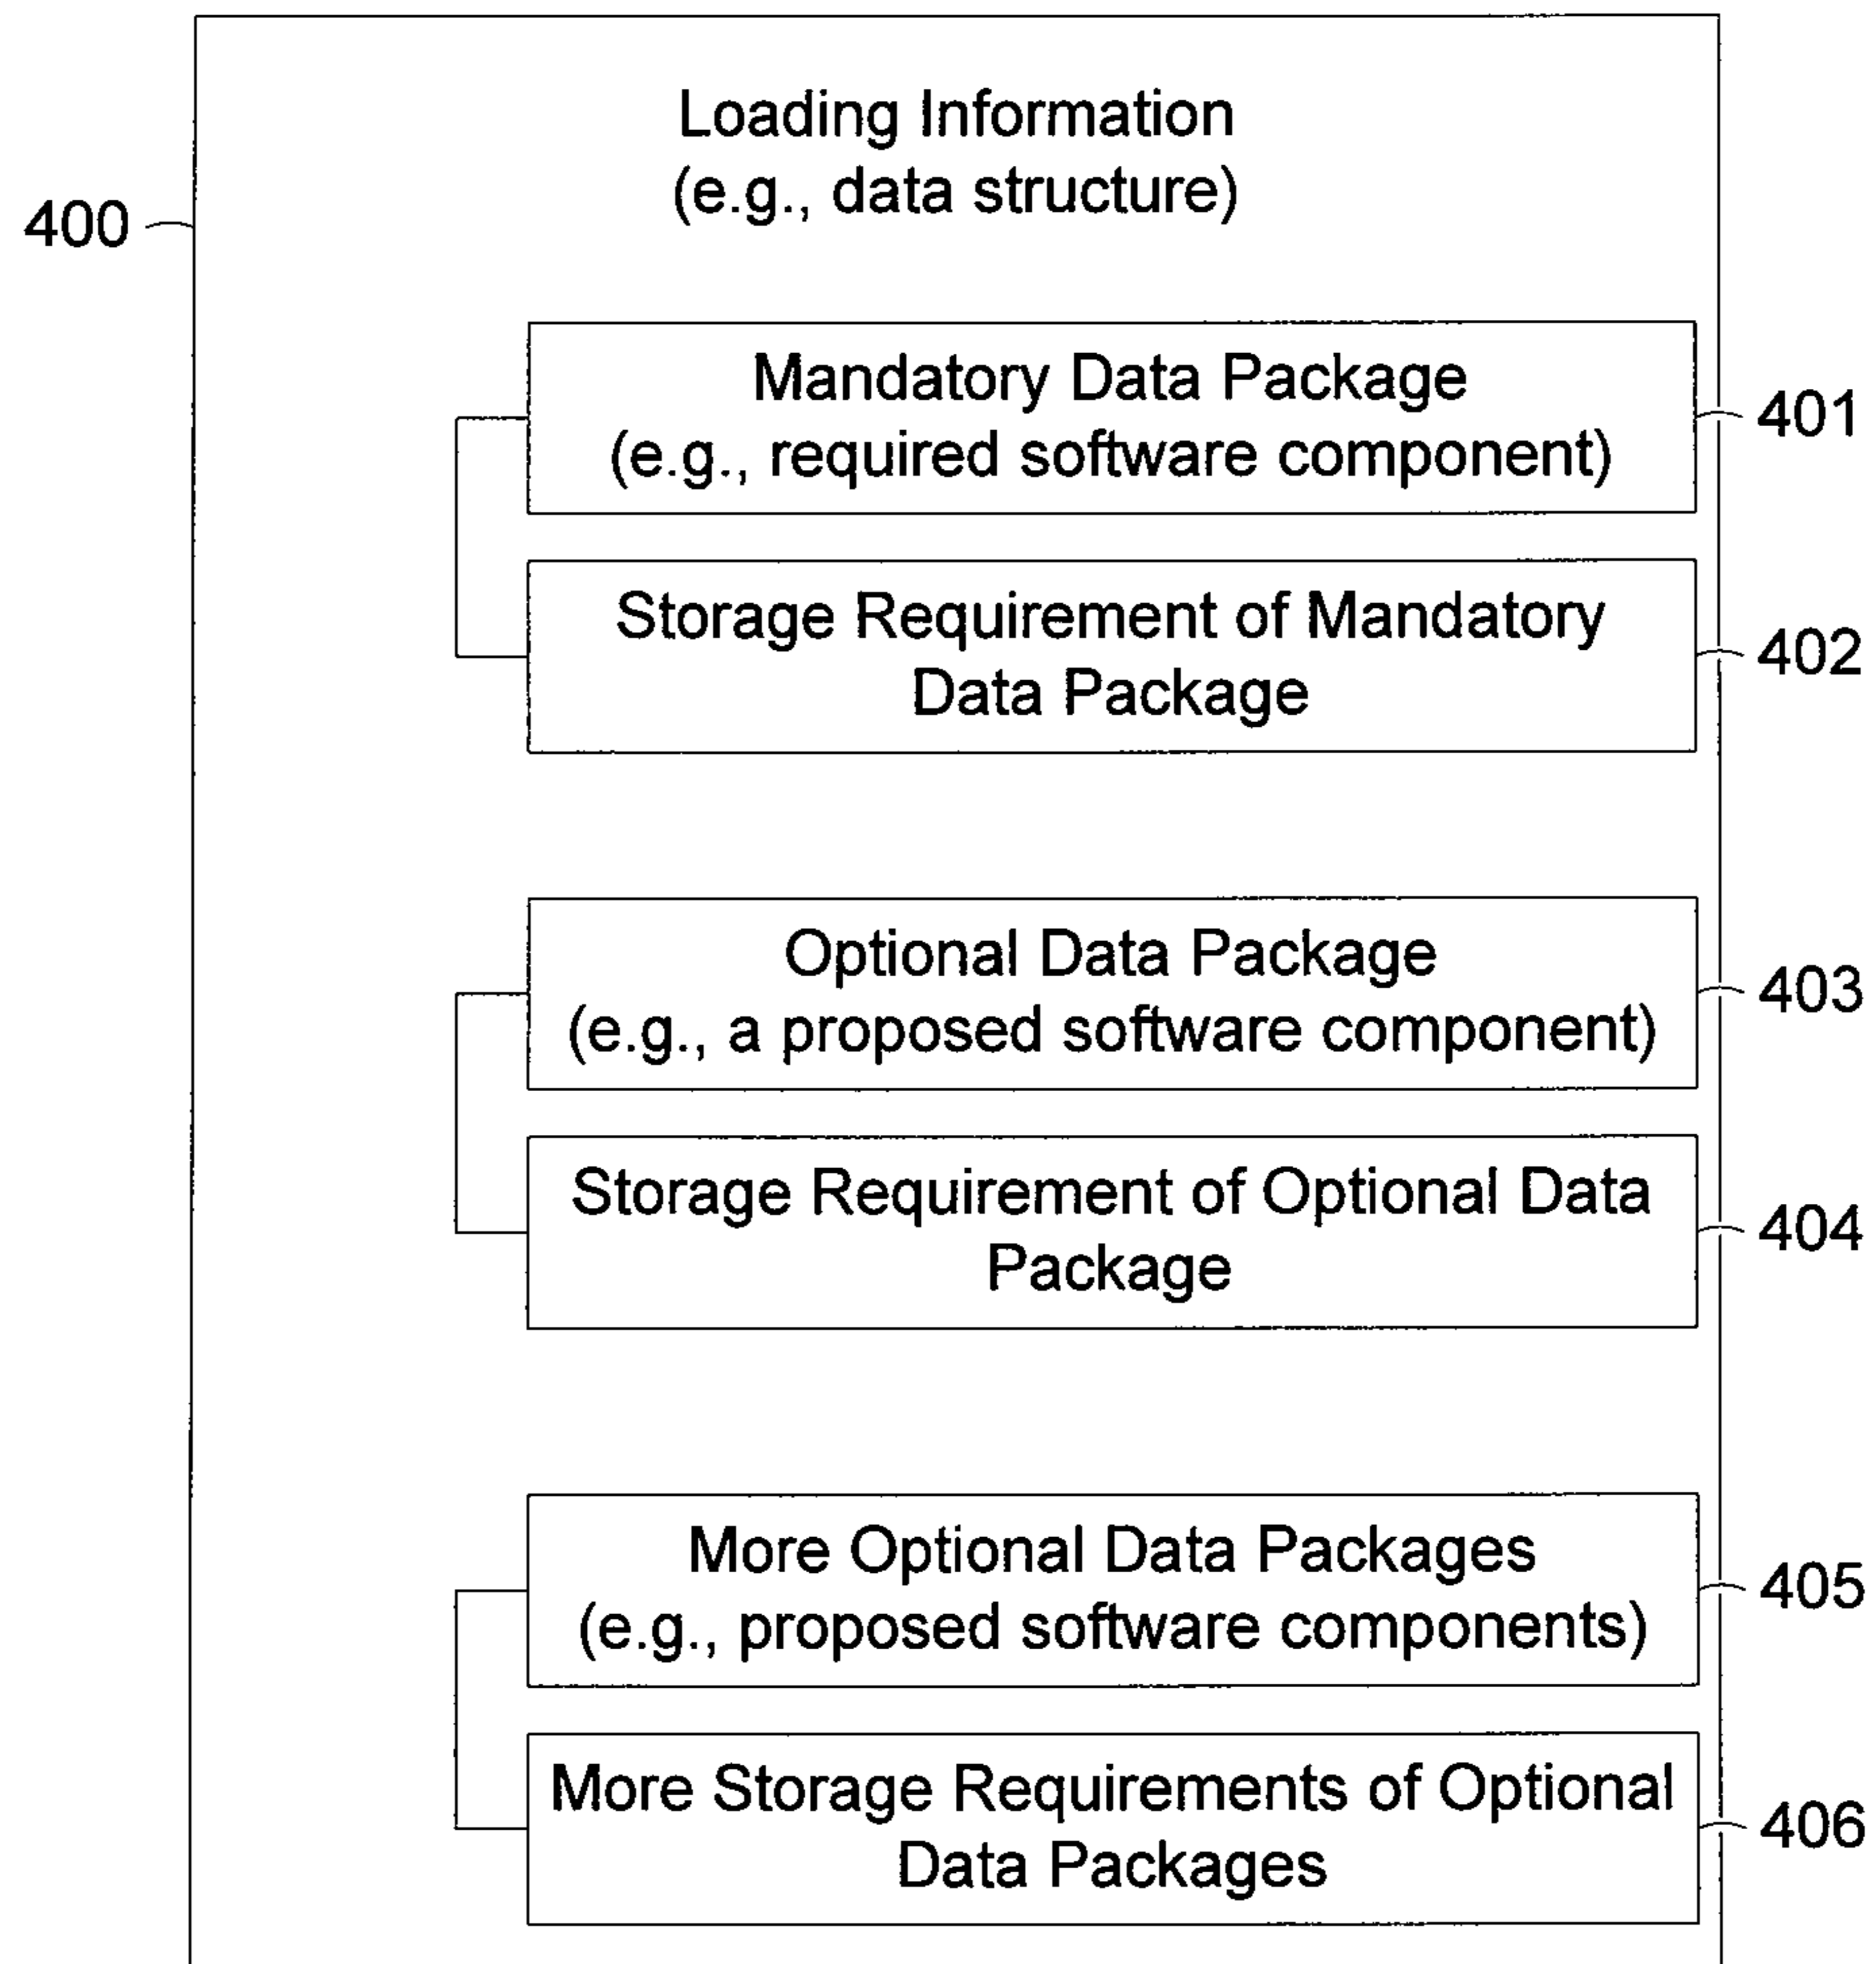 Loading Information
(e.g., data structure)
400
Mandatory Data Package
(e.g., required software component)
401
Storage Requirement of Mandatory
Data Package
402
Optional Data Package
(e.g., a proposed software component)
403
Storage Requirement of Optional Data
Package
404
More Optional Data Packages
(e.g., proposed software components)
405
More Storage Requirements of Optional
Data Packages
406